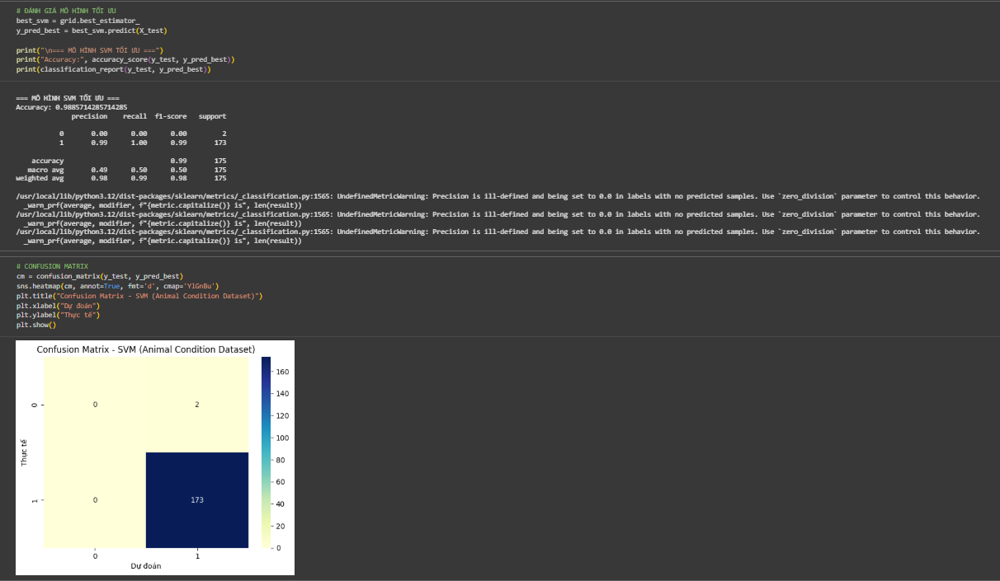 # ĐÁNH GIÁ MÔ HÌNH TỐI ƯU
best_svm = grid.best_estimator_
y_pred_best = best_svm.predict(X_test)
print("\n=== MÔ HÌNH SVM TỐI ƯU ===")
print("Accuracy:", accuracy_score(y_test, y_pred_best))
print(classification_report(y_test, y_pred_best))
=== MÔ HÌNH SVM TỐI ƯU ===
Accuracy: 0.9885714285714285
precision recall f1-score support
0 0.00 0.00 0.00 2
1 0.99 1.00 0.99 173
accuracy 0.99 175
macro avg 0.49 0.50 0.50 175
weighted avg 0.98 0.99 0.98 175
/usr/local/lib/python3.12/dist-packages/sklearn/metrics/_classification.py:1565: UndefinedMetricWarning: Precision is ill-defined and being set to 0.0 in labels with no predicted samples. Use `zero_division` parameter to control this behavior.
_warn_prf(average, modifier, f"{metric.capitalize()} is", len(result))
/usr/local/lib/python3.12/dist-packages/sklearn/metrics/_classification.py:1565: UndefinedMetricWarning: Precision is ill-defined and being set to 0.0 in labels with no predicted samples. Use `zero_division` parameter to control this behavior.
_warn_prf(average, modifier, f"{metric.capitalize()} is", len(result))
/usr/local/lib/python3.12/dist-packages/sklearn/metrics/_classification.py:1565: UndefinedMetricWarning: Precision is ill-defined and being set to 0.0 in labels with no predicted samples. Use `zero_division` parameter to control this behavior.
_warn_prf(average, modifier, f"{metric.capitalize()} is", len(result))
# CONFUSION MATRIX
cm = confusion_matrix(y_test, y_pred_best)
sns.heatmap(cm, annot=True, fmt='d', cmap='YlGnBu')
plt.title("Confusion Matrix - SVM (Animal Condition Dataset)")
plt.xlabel("Dự đoán")
plt.ylabel("Thực tế")
plt.show()
Confusion Matrix - SVM (Animal Condition Dataset)
160
140
120
100
80
60
40
20
0
0
0 2
Thực tế
1
0 173
0 1
Dự đoán